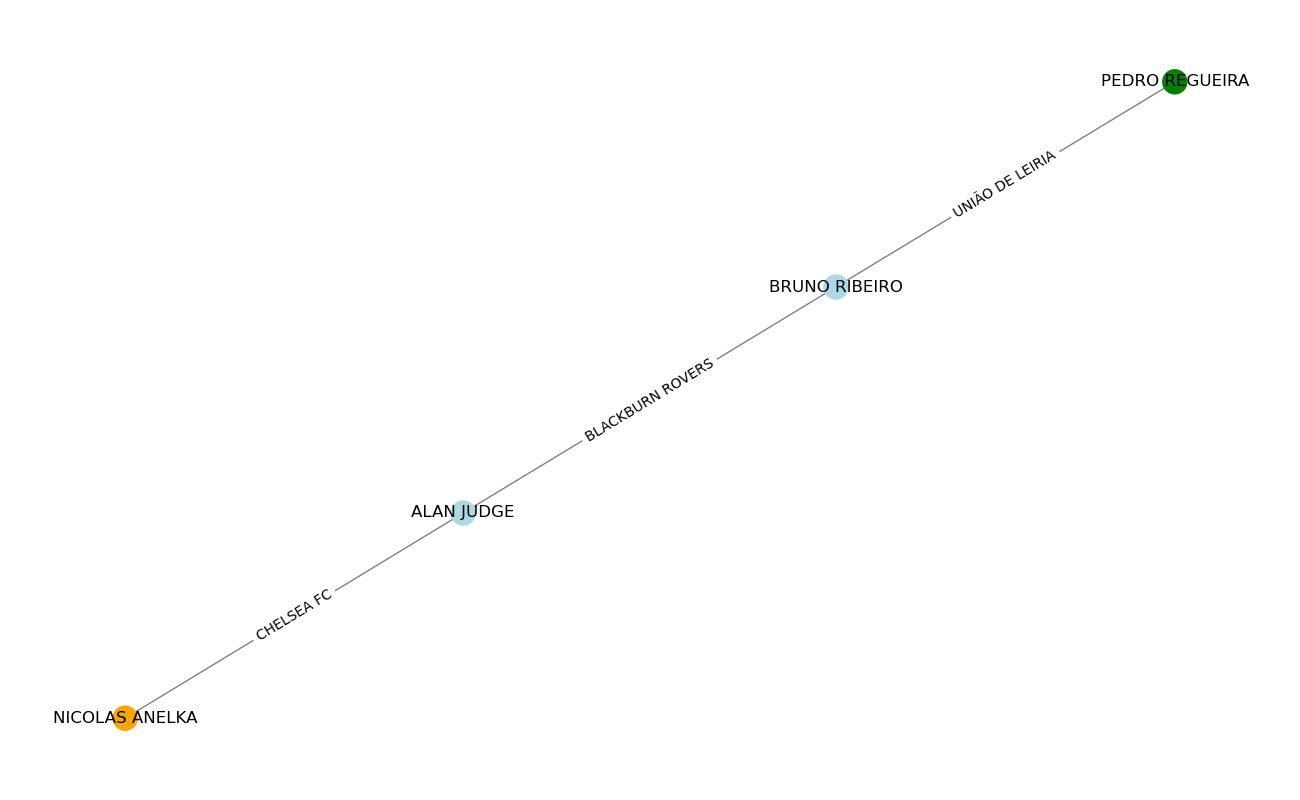 PEDRO REGUEIRA
UNIÃO DE LEIRIA
BRUNO RIBEIRO
BLACKBURN ROVERS
ALAN JUDGE
CHELSEA FC
NICOLAS ANELKA